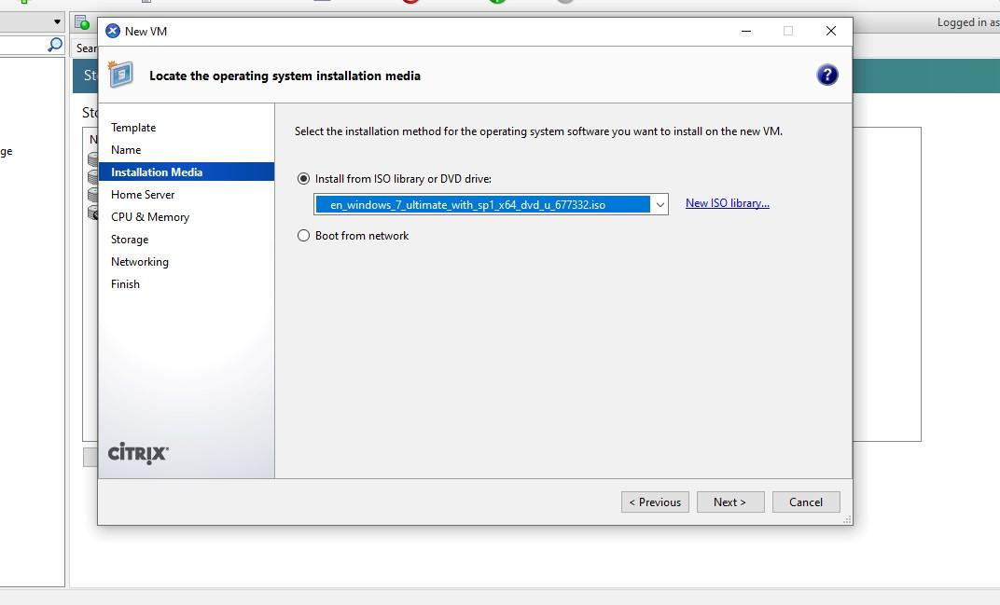 Logged in as
New VM
Sear
Locate the operating system installation media
?
St
Sto
N
ge
Template
Name
Installation Media
Home Server
CPU & Memory
Storage
Networking
Finish
CİTRIX®
Select the installation method for the operating system software you want to install on the new VM.
Install from ISO library or DVD drive:
en_windows_7_ultimate_with_sp1_x64_dvd_u_677332.iso
New ISO library...
Boot from network
< Previous
Next >
Cancel